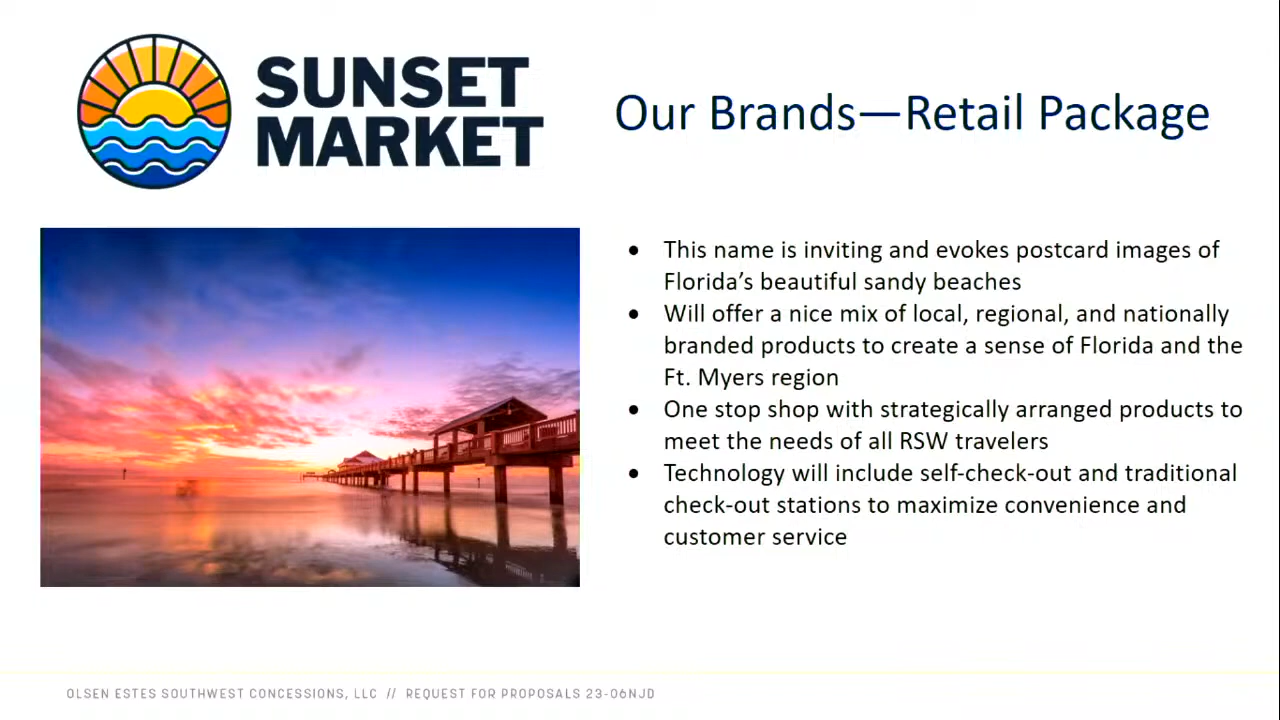 SUNSET
MARKET
Our Brands—Retail Package
• This name is inviting and evokes postcard images of
Florida’s beautiful sandy beaches
• Will offer a nice mix of local, regional, and nationally
branded products to create a sense of Florida and the
Ft. Myers region
• One stop shop with strategically arranged products to
meet the needs of all RSW travelers
• Technology will include self-check-out and traditional
check-out stations to maximize convenience and
customer service
OLSEN ESTES SOUTHWEST CONCESSIONS, LLC // REQUEST FOR PROPOSALS 23-06NJD